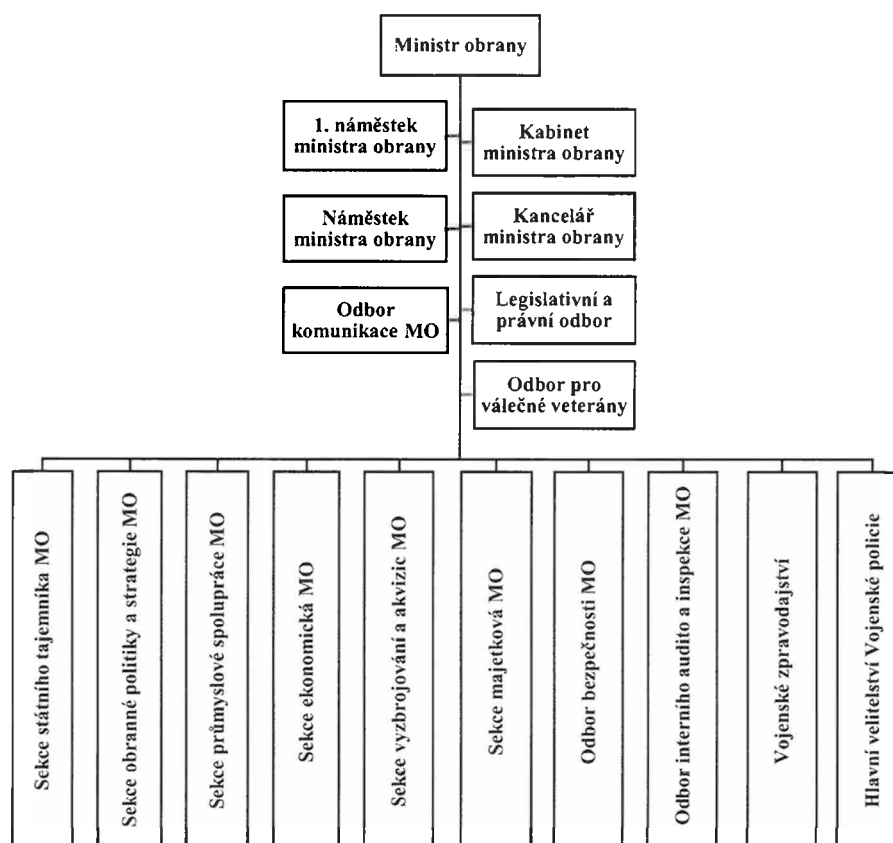 Ministr obrany
1. náměstek
ministra obrany
Kabinet
ministra obrany
Náměstek
ministra obrany
Kancelář
ministra obrany
Odbor
komunikace MO
Legislativní a
právní odbor
Odbor pro
válečné veterány
Sekce státního tajemníka MO
Sekce obranné politiky a strategie MO
Sekce průmyslové spolupráce MO
Sekce ekonomická MO
Sekce vyzbrojování a akvizic MO
Sekce majetková MO
Odbor bezpečnosti MO
Odbor interního audito a inspekce MO
Vojenské zpravodajství
Hlavní velitelství Vojenské policie